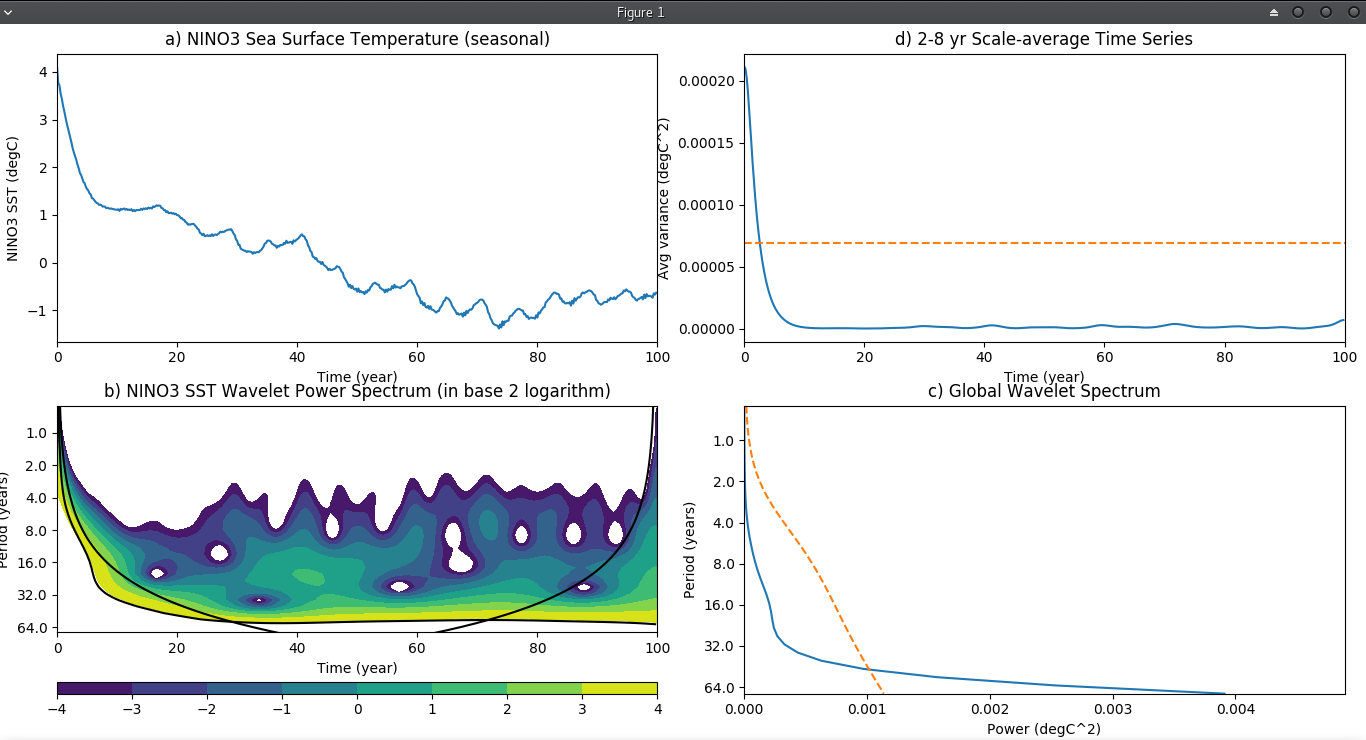 Figure 1
a) NINO3 Sea Surface Temperature (seasonal)
NINO3 SST (degC)
4
3
2
1
0
−1
0 20 40 60 80 100
Time (year)
d) 2-8 yr Scale-average Time Series
Avg variance (degC^2)
0.00020
0.00015
0.00010
0.00005
0.00000
0 20 40 60 80 100
Time (year)
b) NINO3 SST Wavelet Power Spectrum (in base 2 logarithm)
Period (years)
1.0
2.0
4.0
8.0
16.0
32.0
64.0
0 20 40 60 80 100
Time (year)
−4 −3 −2 −1 0 1 2 3 4
c) Global Wavelet Spectrum
Period (years)
1.0
2.0
4.0
8.0
16.0
32.0
64.0
0.000 0.001 0.002 0.003 0.004
Power (degC^2)